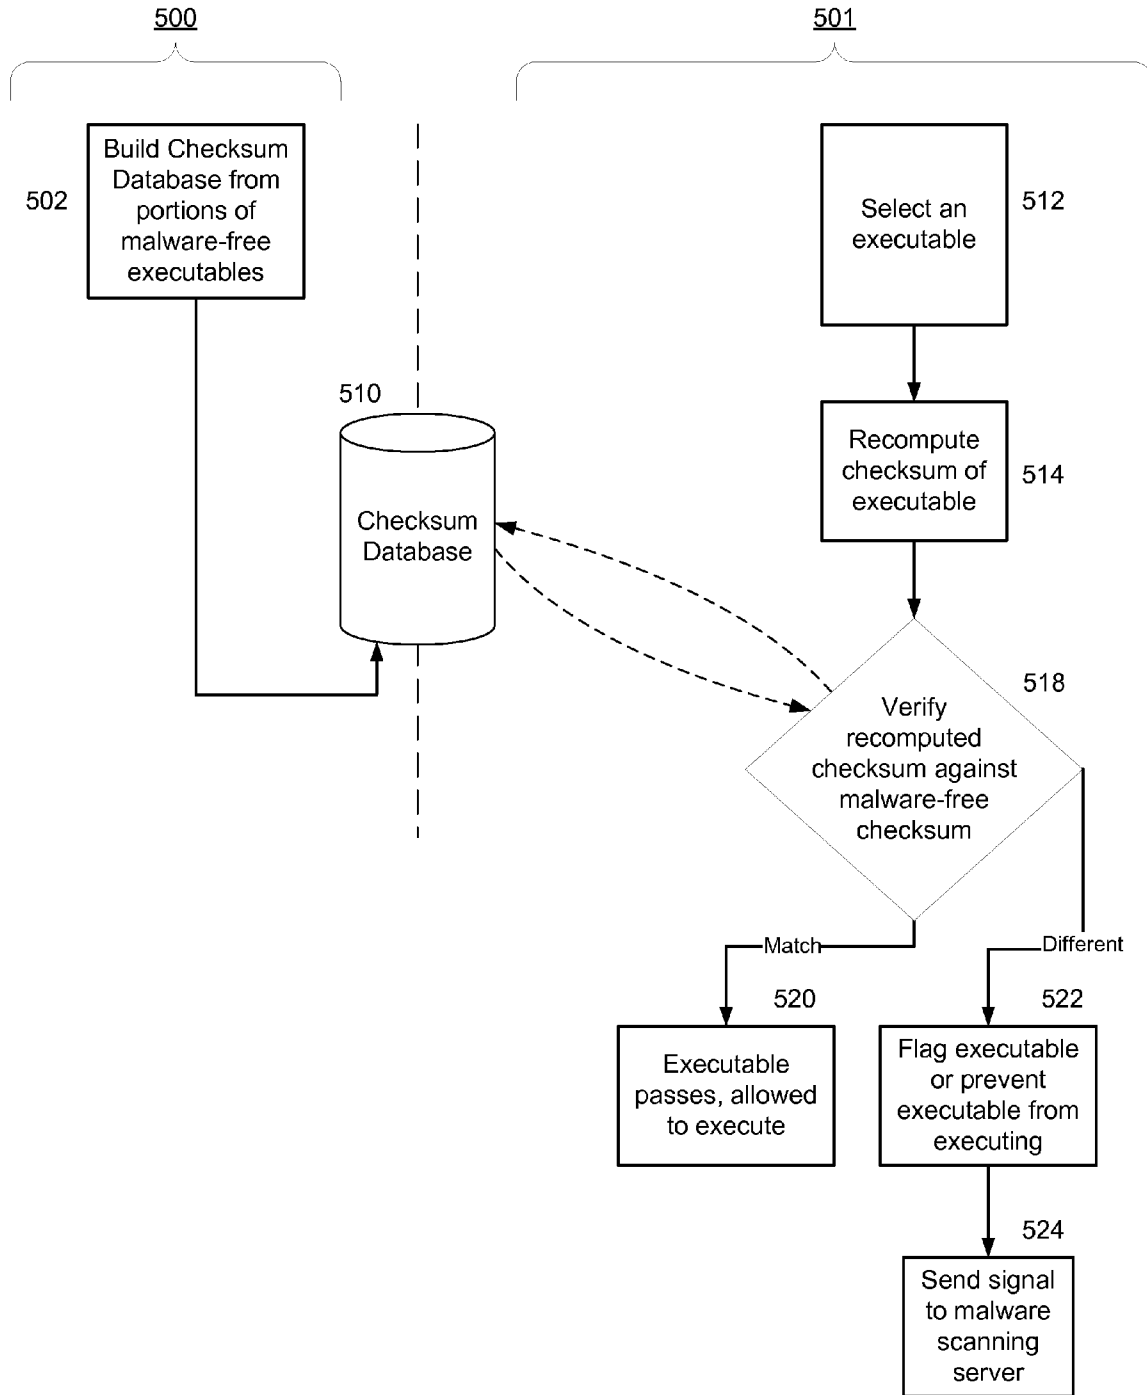 500
501
Build Checksum
Database from
portions of
malware-free
executables
502
Select an
executable
512
510
Checksum
Database
Recompute
checksum of
executable
514
518
Verify
recomputed
checksum against
malware-free
checksum
Match
Different
520
522
Executable
passes, allowed
to execute
Flag executable
or prevent
executable from
executing
524
Send signal
to malware
scanning
server